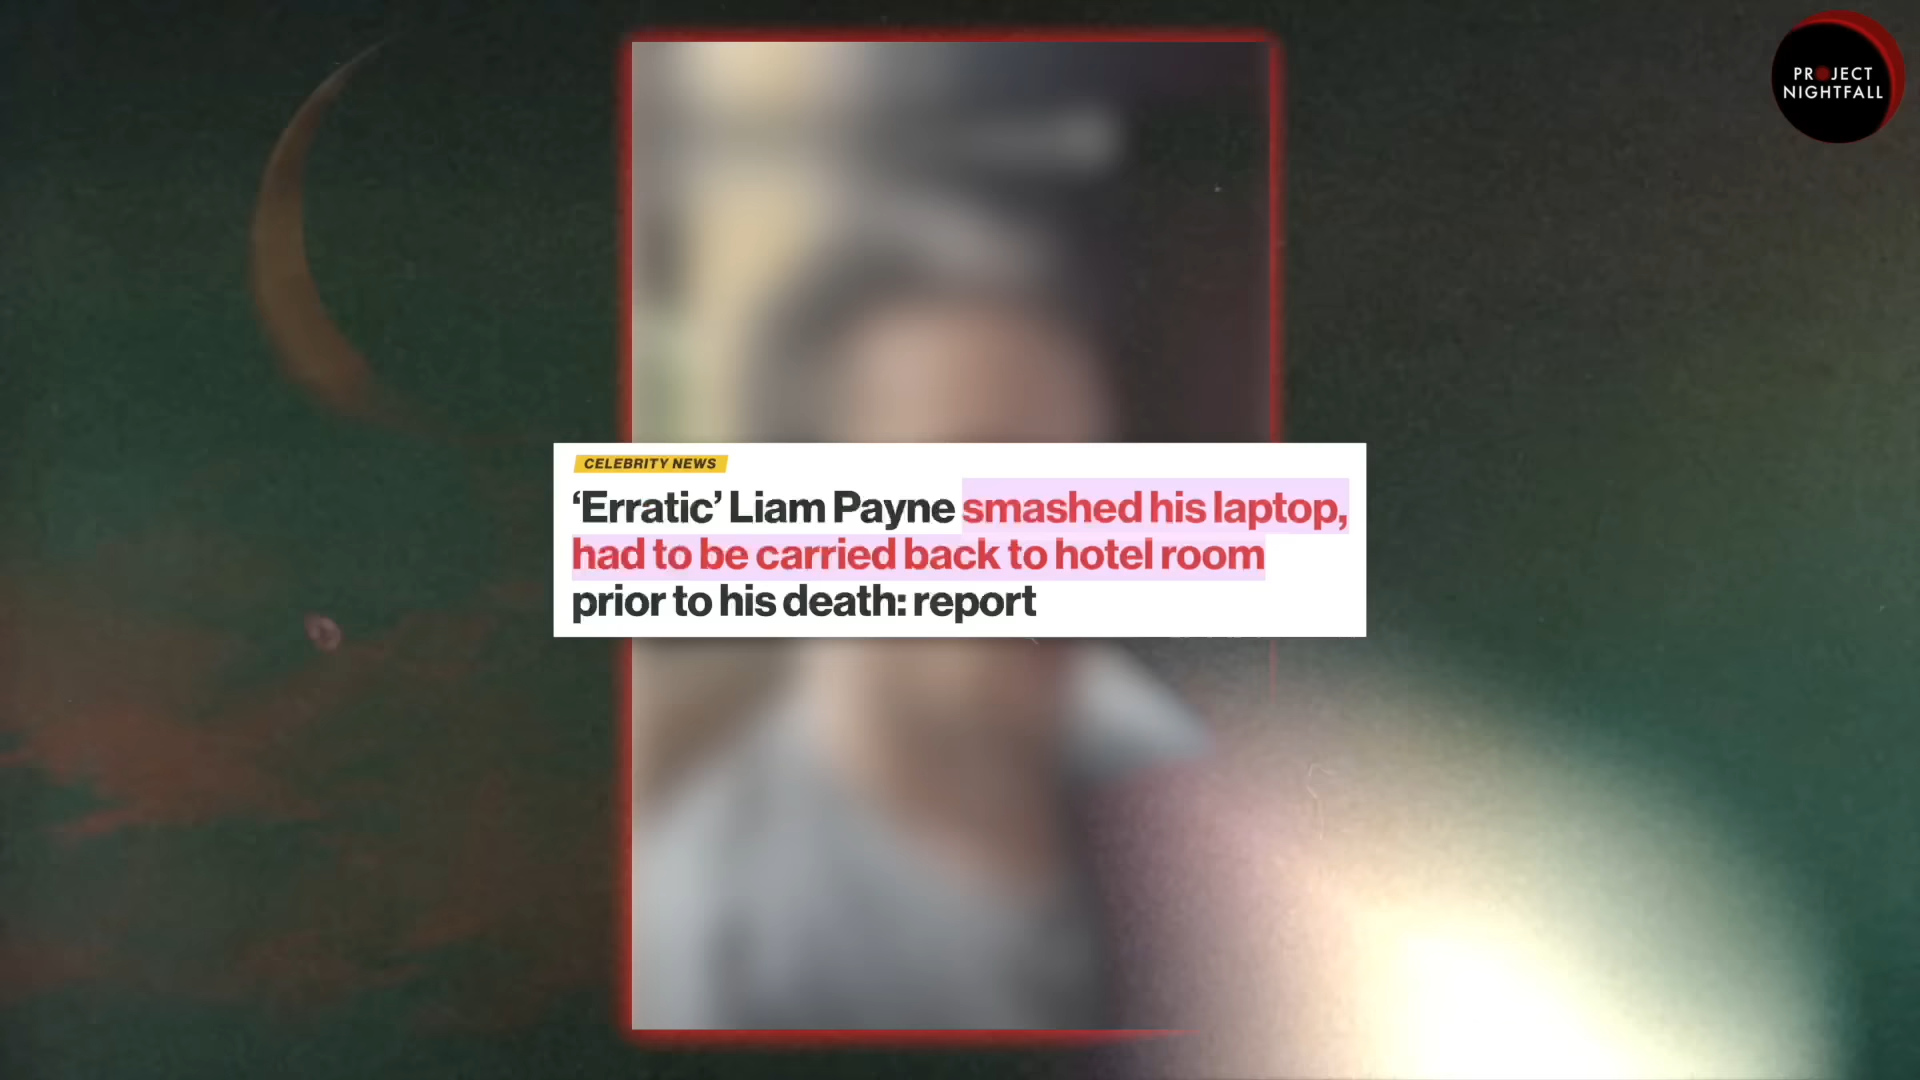 PROJECT
NIGHTFALL
CELEBRITY NEWS
‘Erratic’ Liam Payne smashed his laptop,
had to be carried back to hotel room
prior to his death: report